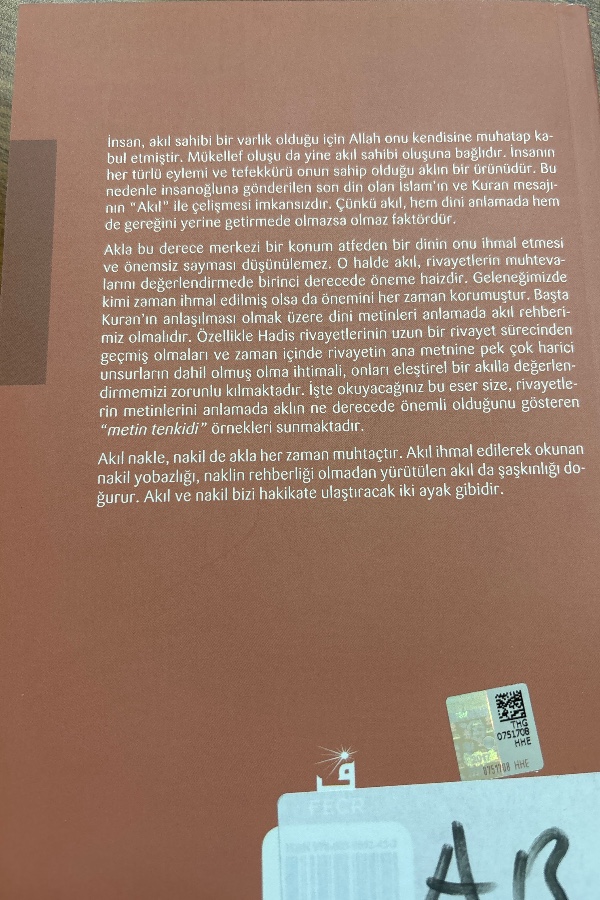 İnsan, akıl sahibi bir varlık olduğu için Allah onu kendisine muhatap ka-
bul etmiştir. Mükellef oluşu da yine akıl sahibi oluşuna bağlıdır. İnsanın
her türlü eylemi ve tefekkürü onun sahip olduğu aklın bir ürünüdür. Bu
nedenle insanoğluna gönderilen son din olan İslam'ın ve Kuran mesajı-
nın "Akıl" ile çelişmesi imkansızdır. Çünkü akıl, hem dini anlamada hem
de gereğini yerine getirmede olmazsa olmaz faktördür.
Akla bu derece merkezi bir konum atfeden bir dinin onu ihmal etmesi
ve önemsiz sayması düşünülemez. O halde akıl, rivayetlerin muhteva-
larını değerlendirmede birinci derecede öneme haizdir. Geleneğimizde
kimi zaman ihmal edilmiş olsa da önemini her zaman korumuştur. Başta
Kuran'ın anlaşılması olmak üzere dini metinleri anlamada akıl rehberi-
miz olmalıdır. Özellikle Hadis rivayetlerinin uzun bir rivayet sürecinden
geçmiş olmaları ve zaman içinde rivayetin ana metnine pek çok harici
unsurların dahil olmuş olma ihtimali, onları eleştirel bir akılla değerlen-
dirmemizi zorunlu kılmaktadır. İşte okuyacağınız bu eser size, rivayetle-
rin metinlerini anlamada aklın ne derecede önemli olduğunu gösteren
"metin tenkidi" örnekleri sunmaktadır.
Akıl nakle, nakil de akla her zaman muhtaçtır. Akıl ihmal edilerek okunan
nakil yobazlığı, naklin rehberliği olmadan yürütülen akıl da şaşkınlığı do-
ğurur. Akıl ve nakil bizi hakikate ulaştıracak iki ayak gibidir.
THG
0751708
HHE
0751708 HHE
FECR
AB